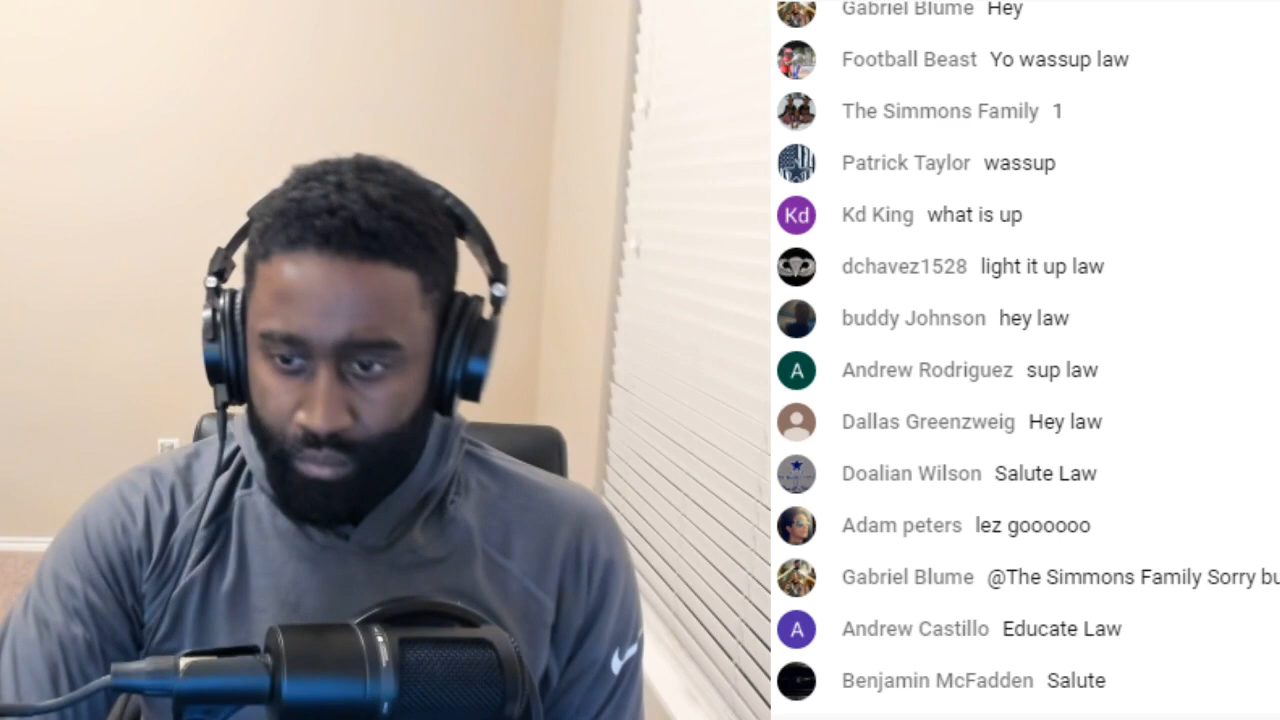 Gabriel Blume Hey
Football Beast Yo wassup law
The Simmons Family 1
Patrick Taylor wassup
Kd Kd King what is up
dchavez1528 light it up law
buddy Johnson hey law
A Andrew Rodriguez sup law
Dallas Greenzweig Hey law
Doalian Wilson Salute Law
Adam peters lez goooooo
Gabriel Blume @The Simmons Family Sorry bu
A Andrew Castillo Educate Law
Benjamin McFadden Salute